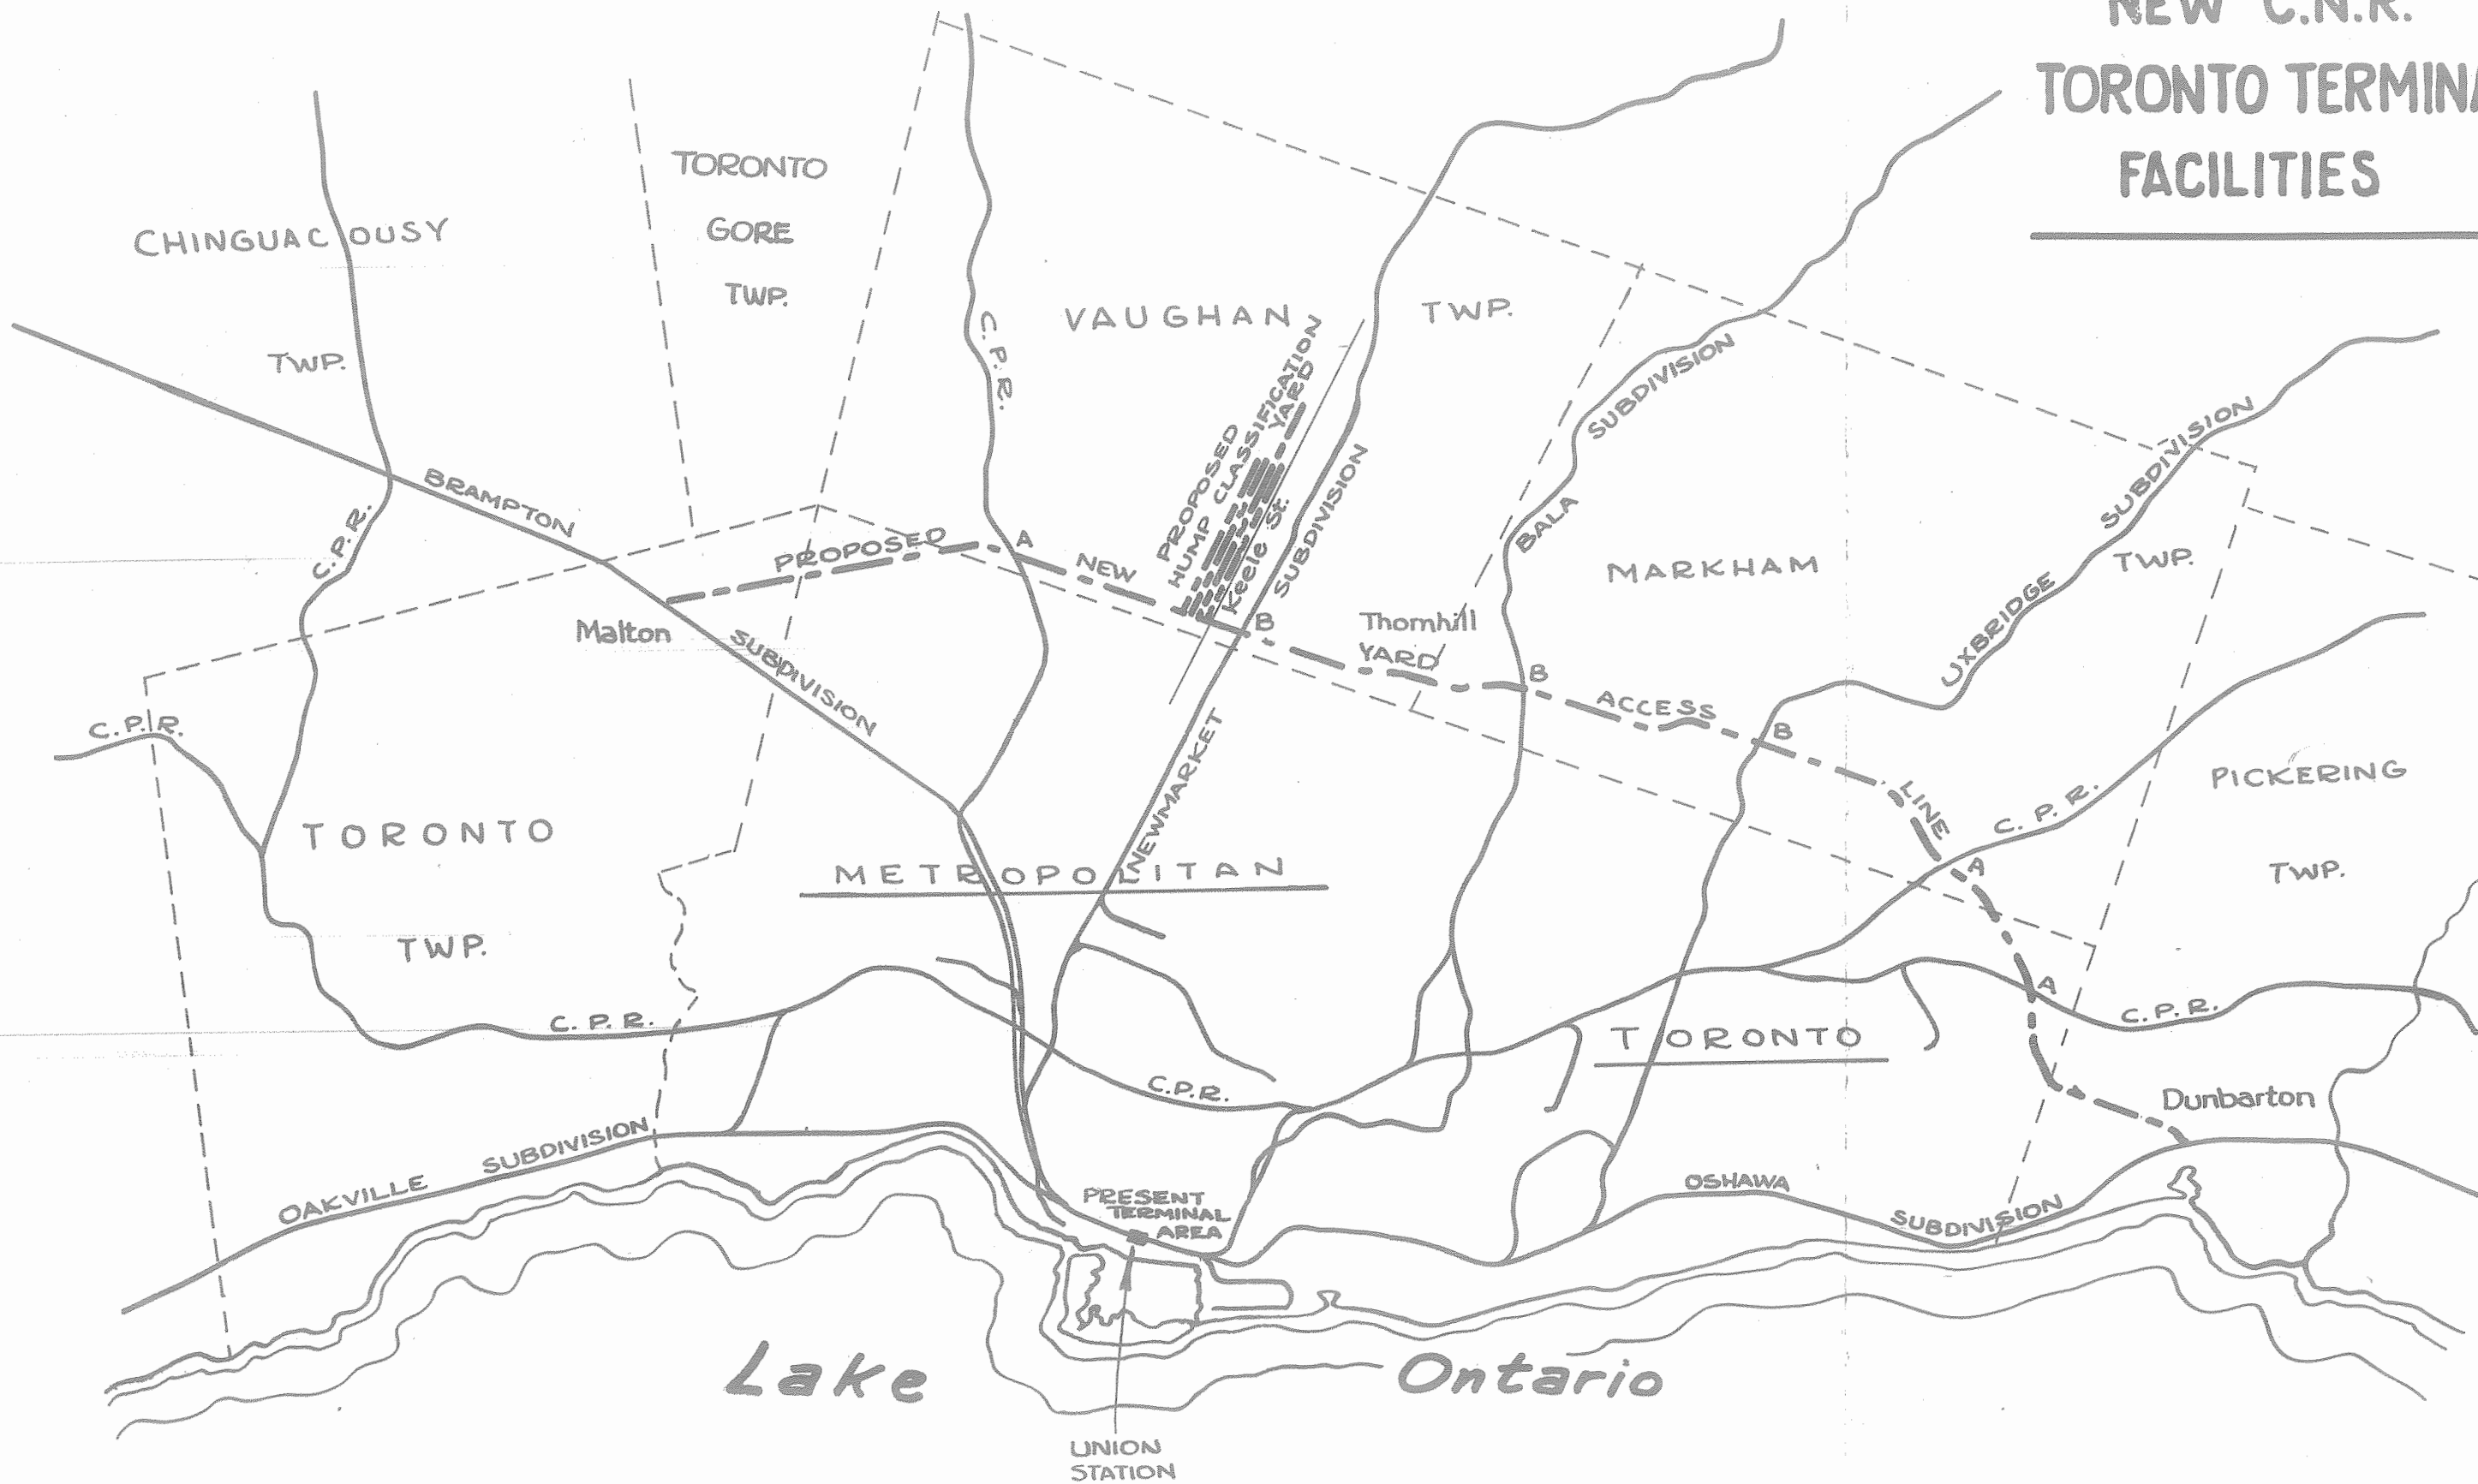 NEW C.N.R.
TORONTO TERMINA
FACILITIES
TORONTO
GORE
TWP.
CHINGUACOUSY
TWP.
VAUGHAN TWP.
C.P.R.
PROPOSED
HUMP CLASSIFICATION
YARD
Keele St.
SUBDIVISION
BALA SUBDIVISION
UXBRIDGE SUBDIVISION
MARKHAM TWP.
BRAMPTON
SUBDIVISION
C.P.R.
PROPOSED
A
NEW
B
Thornhill
YARD
B
ACCESS
B
LINE
A
A
Malton
C.P.R.
NEWMARKET
C. P. R.
PICKERING
TWP.
TORONTO
TWP.
METROPOLITAN
TORONTO
C.P.R.
C.P.R.
C.P.R.
Dunbarton
OAKVILLE SUBDIVISION
OSHAWA
SUBDIVISION
PRESENT
TERMINAL
AREA
Lake Ontario
UNION
STATION